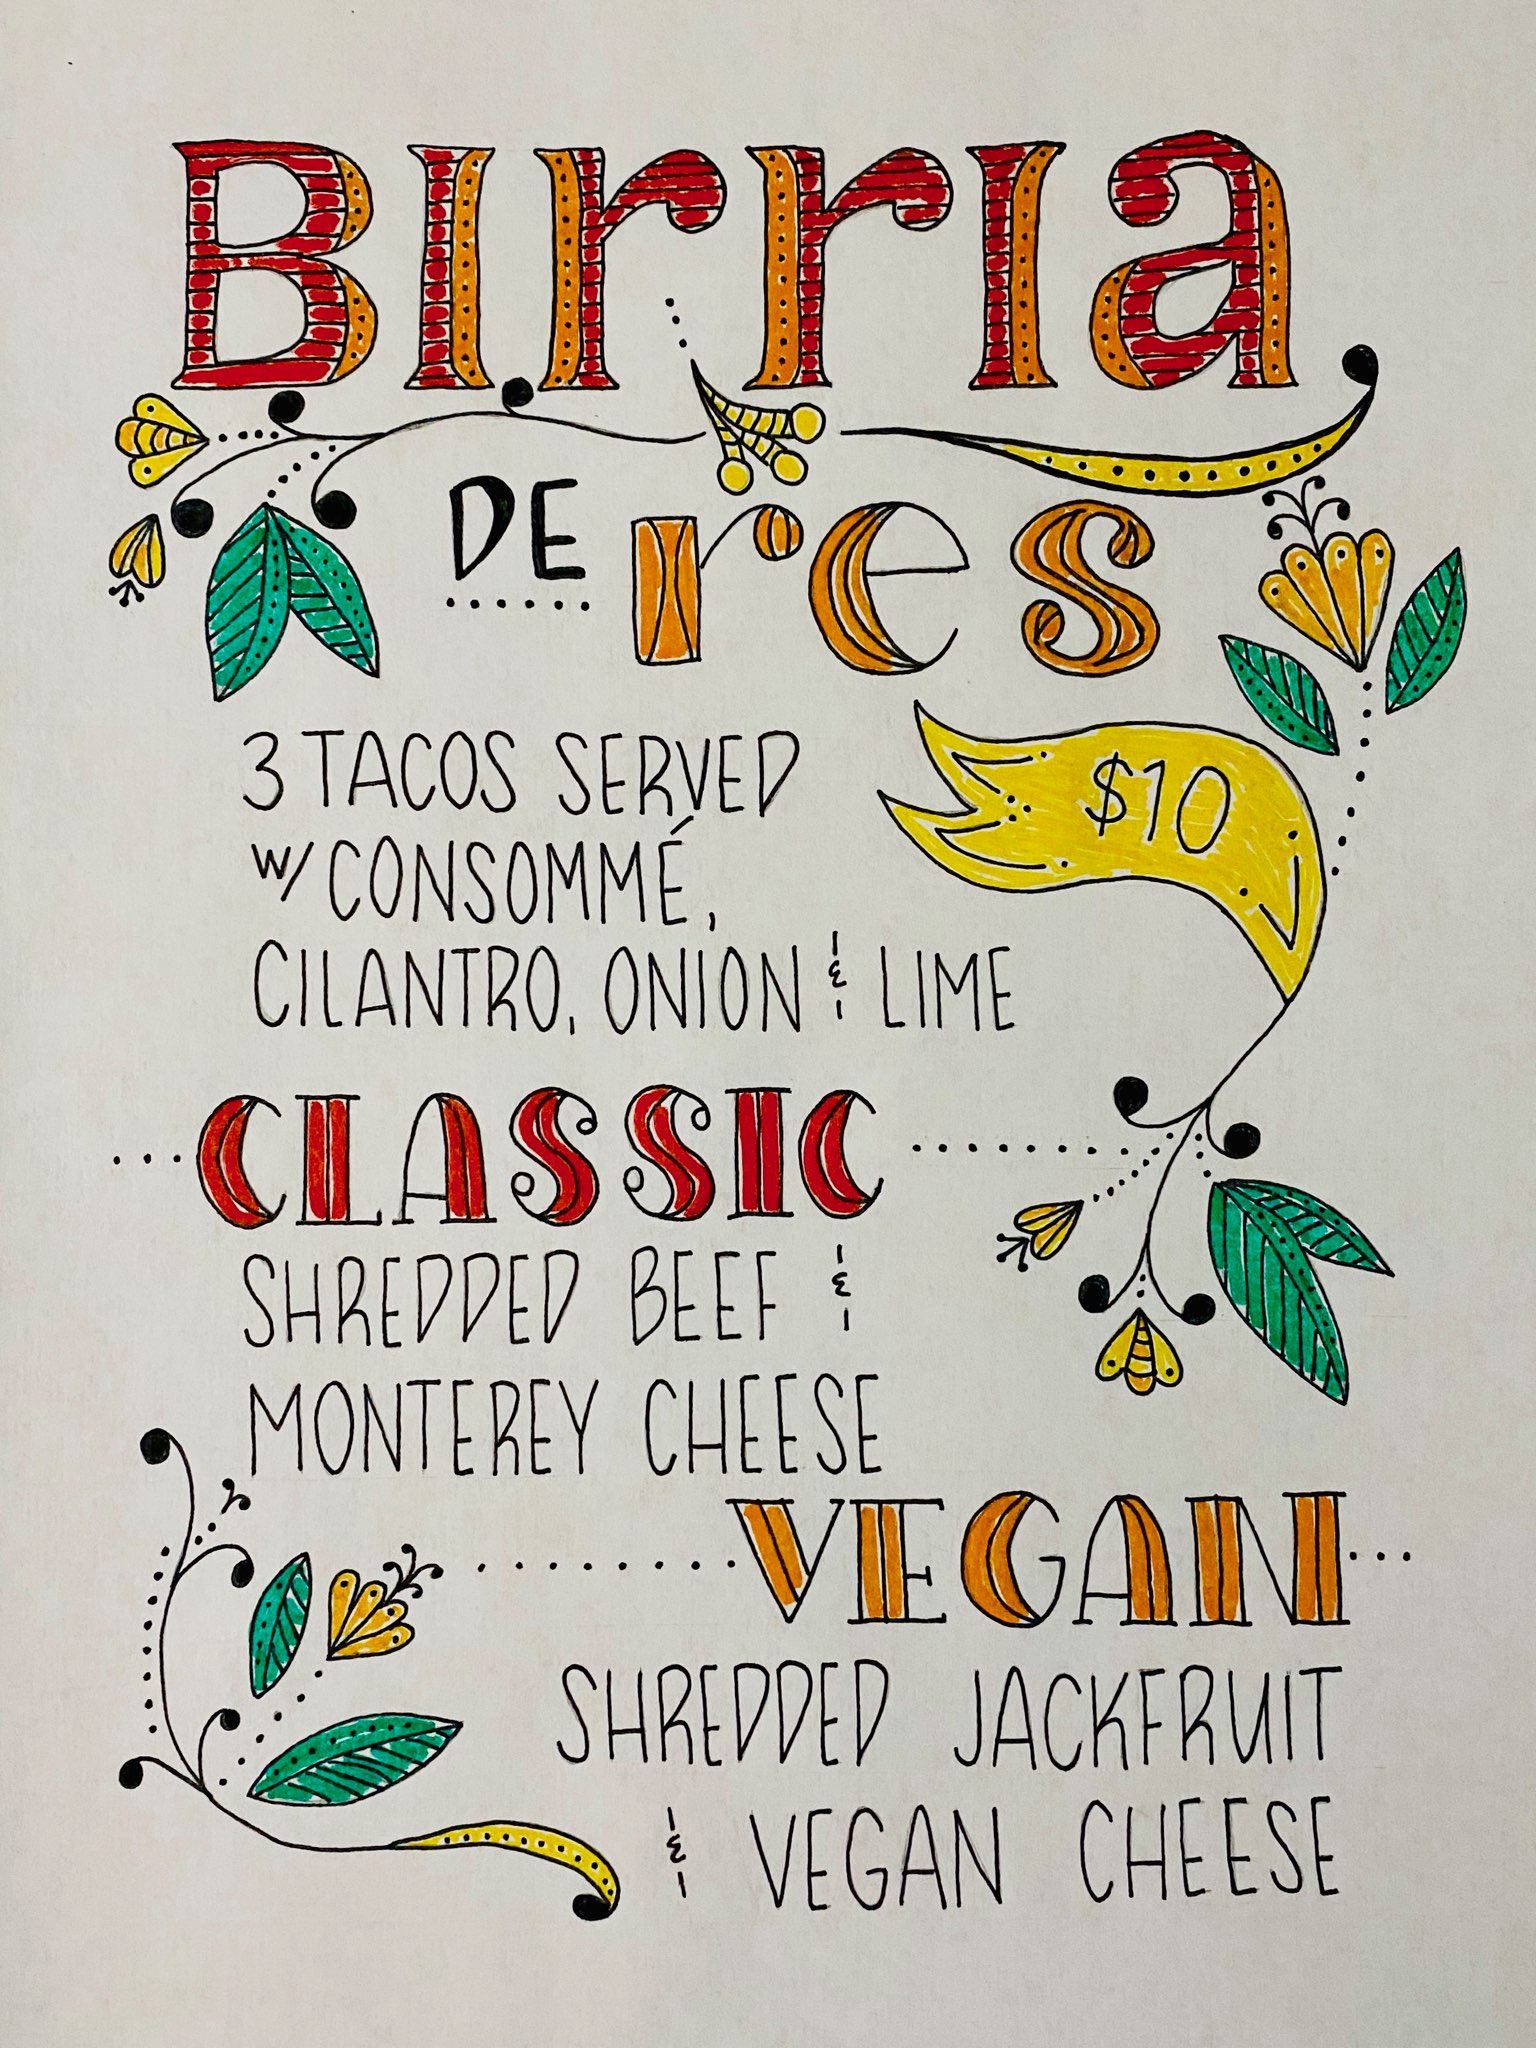 BIrrIa
DE res
3 TACOS SERVED
W/ CONSOMMÉ,
$10
CILANTRO, ONION & LIME
CLASSIC
SHREDDED BEEF &
MONTEREY CHEESE
VEGAN
SHREDDED JACKFRUIT
& VEGAN CHEESE